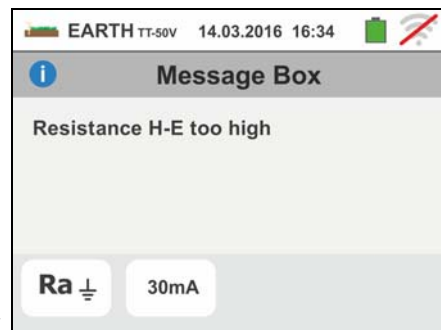 EARTH TT-50V 14.03.2016 16:34
i
Message Box
Resistance H-E too high
Ra 30mA